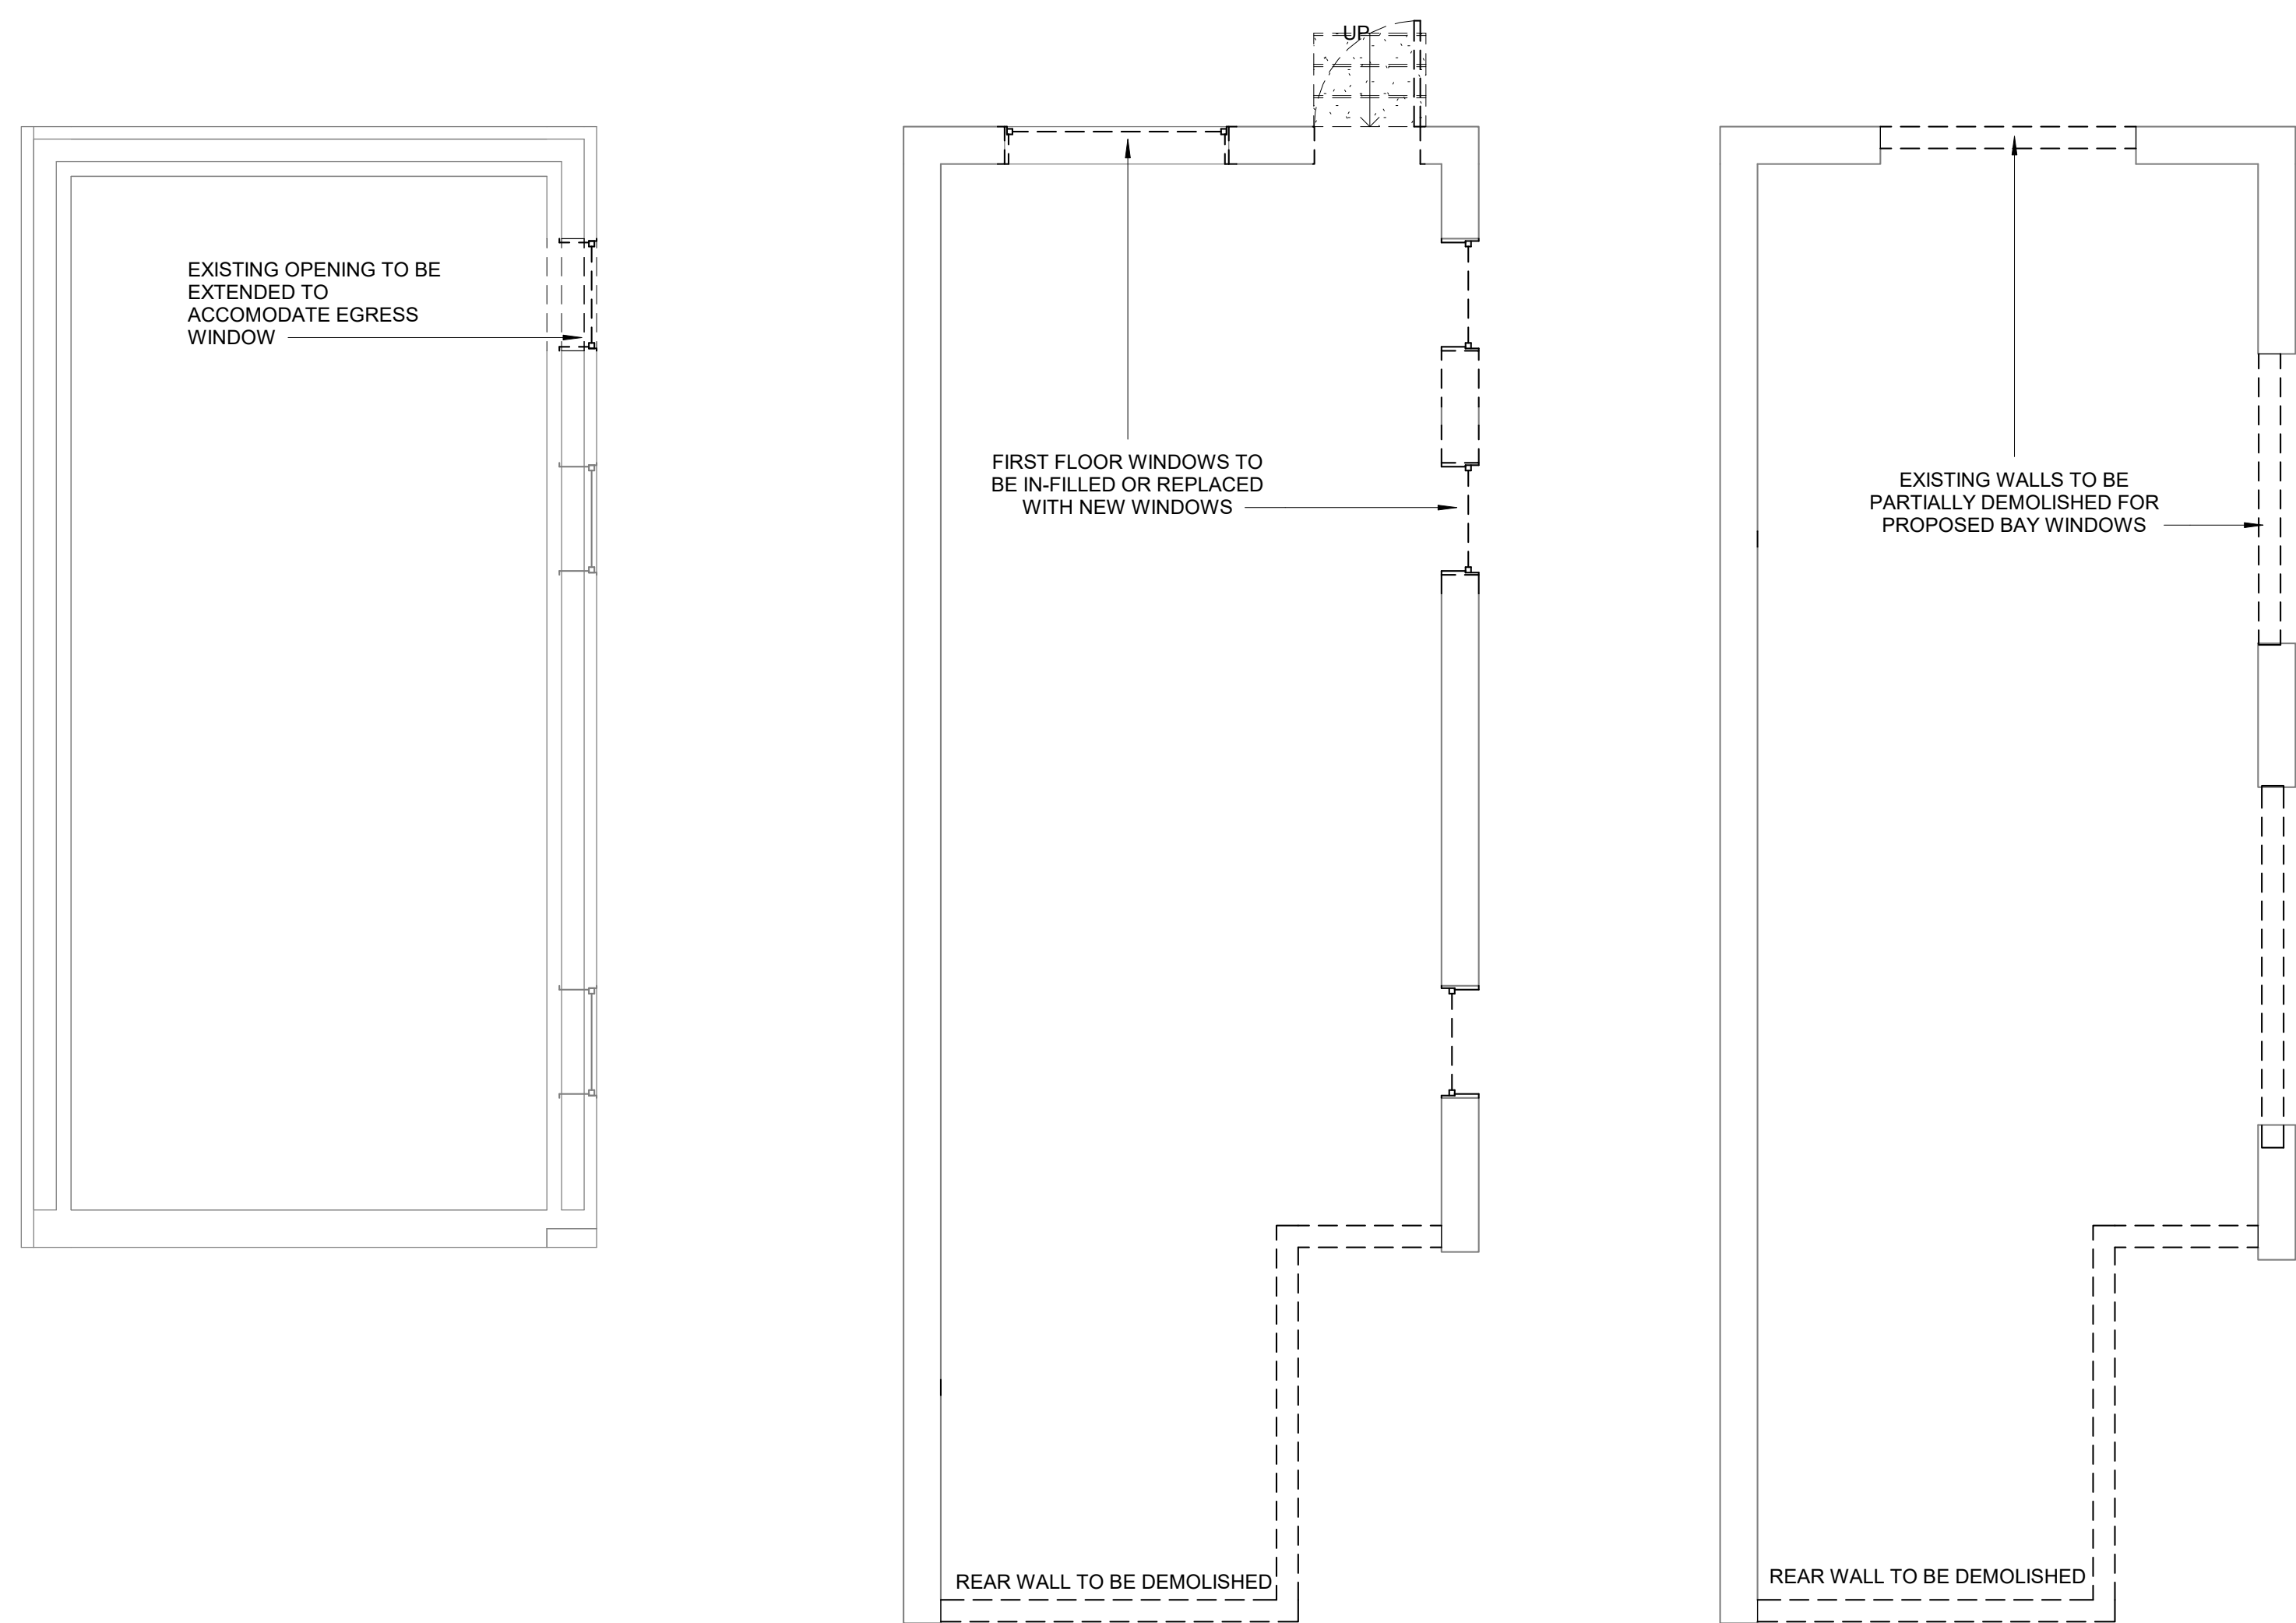 UP
EXISTING OPENING TO BE
EXTENDED TO
ACCOMODATE EGRESS
WINDOW
FIRST FLOOR WINDOWS TO
BE IN-FILLED OR REPLACED
WITH NEW WINDOWS
EXISTING WALLS TO BE
PARTIALLY DEMOLISHED FOR
PROPOSED BAY WINDOWS
REAR WALL TO BE DEMOLISHED
REAR WALL TO BE DEMOLISHED